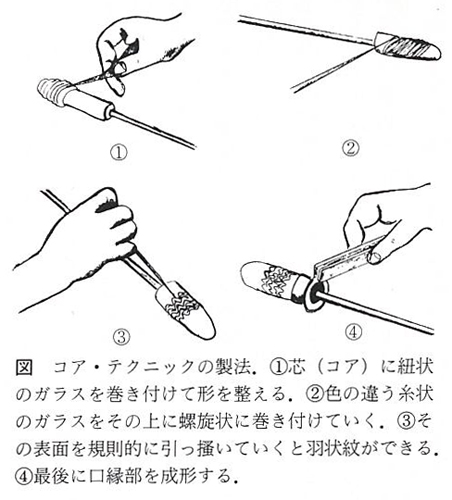 ①
②
③
④
図　コア・テクニックの製法．①芯（コア）に紐状
のガラスを巻き付けて形を整える．②色の違う糸状
のガラスをその上に螺旋状に巻き付けていく．③そ
の表面を規則的に引っ掻いていくと羽状紋ができる．
④最後に口縁部を成形する．